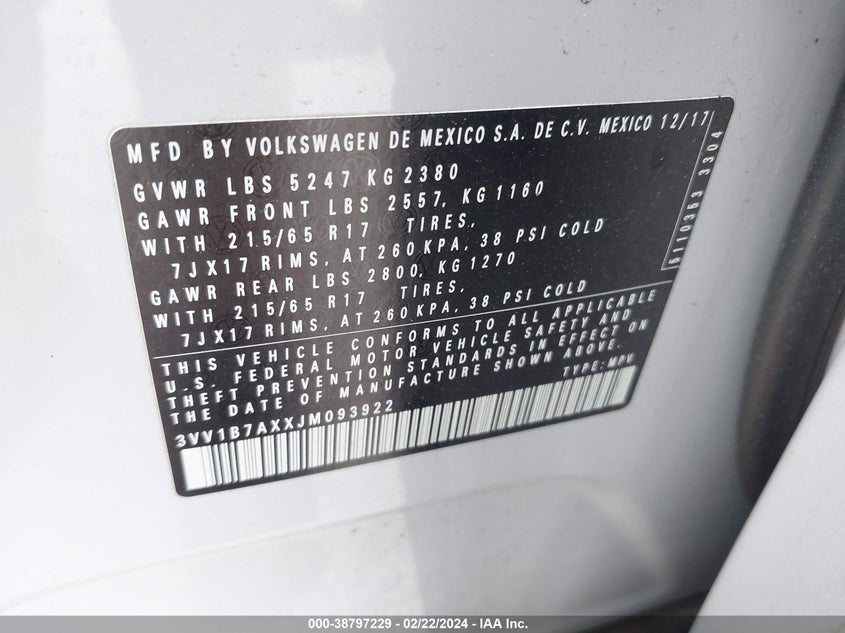 MFD BY VOLKSWAGEN DE MEXICO S.A. DE C.V. MEXICO 12/17
GVWR LBS 5247 KG 2380
GAWR FRONT LBS 2557, KG 1160
WITH 215/65 R17 TIRES,
7JX17 RIMS, AT 260 KPA, 38 PSI COLD
GAWR REAR LBS 2800, KG 1270
WITH 215/65 R17 TIRES,
7JX17 RIMS, AT 260 KPA, 38 PSI COLD
THIS VEHICLE CONFORMS TO ALL APPLICABLE
U.S. FEDERAL MOTOR VEHICLE SAFETY AND
THEFT PREVENTION STANDARDS IN EFFECT ON
THE DATE OF MANUFACTURE SHOWN ABOVE.
3VV1B7AXXJM093922 TYPE: MPV
5110353 3304
000-38797229 - 02/22/2024 - IAA Inc.